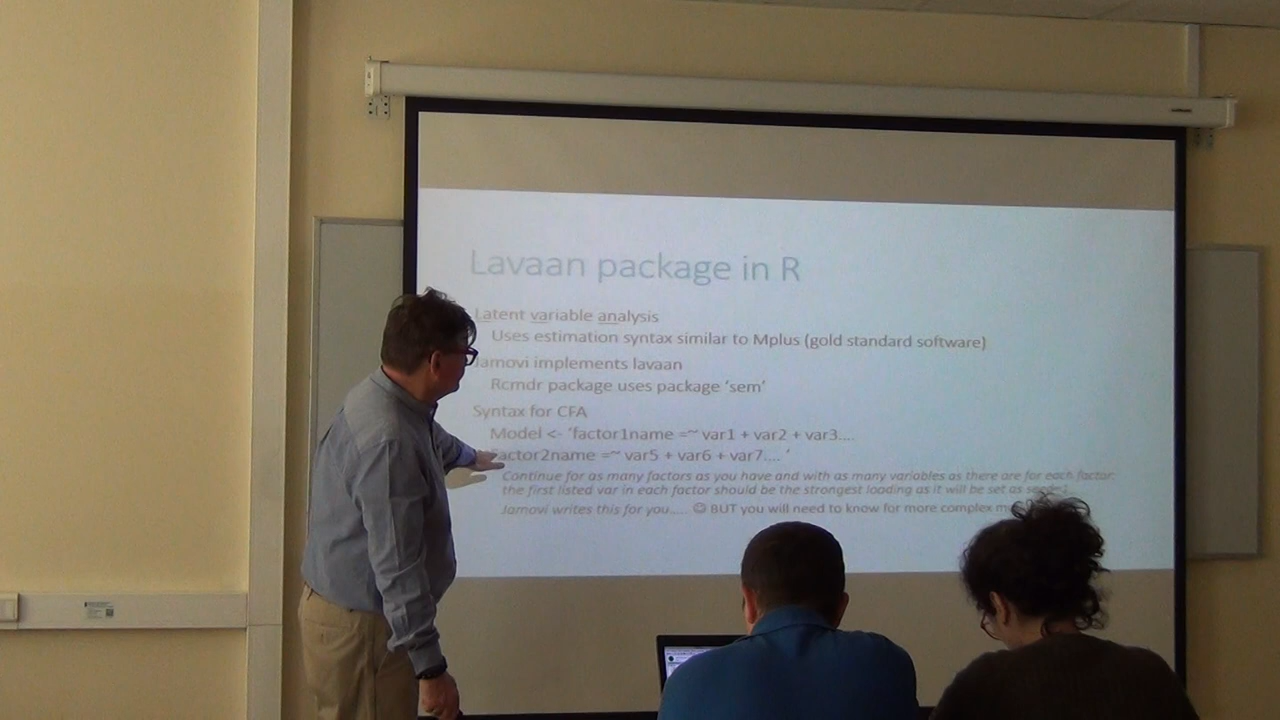 Lavaan package in R
Latent variable analysis
Uses estimation syntax similar to Mplus (gold standard software)
Jamovi implements lavaan
Rcmdr package uses package ‘sem’
Syntax for CFA
Model <- ‘factor1name =~ var1 + var2 + var3....
factor2name =~ var5 + var6 + var7.... ’
Continue for as many factors as you have and with as many variables as there are for each factor;
the first listed var in each factor should be the strongest loading as it will be set as
Jamovi writes this for you..... ☺ BUT you will need to know for more complex